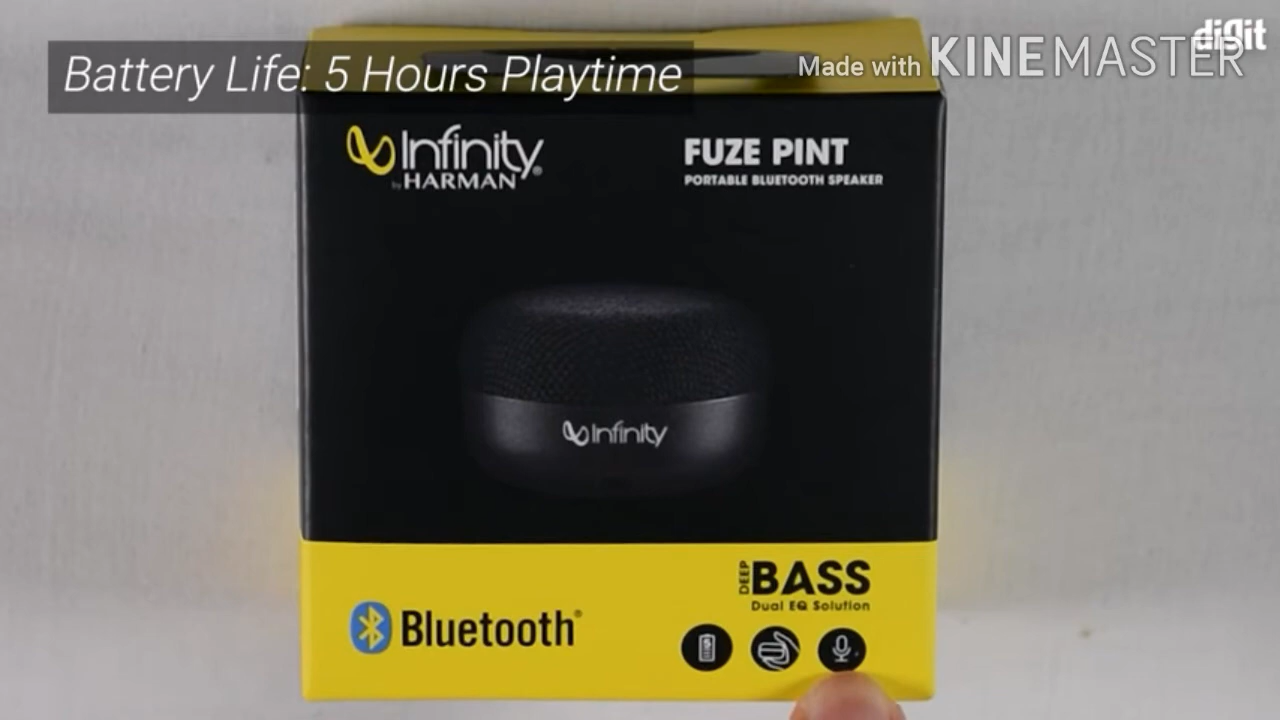 Battery Life: 5 Hours Playtime
Made with KINEMASTER
digit
Infinity®
by HARMAN
FUZE PINT
PORTABLE BLUETOOTH SPEAKER
Infinity
DEEP BASS
Dual EQ Solution
Bluetooth®